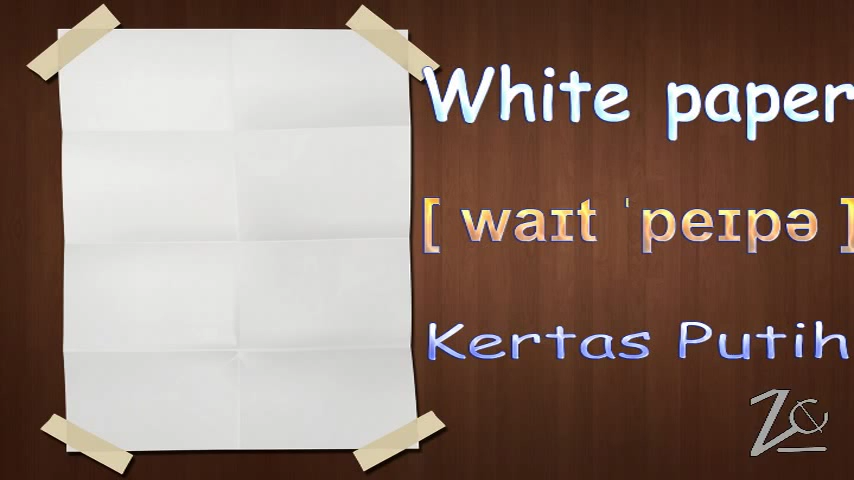 White paper
[ waɪt ˈpeɪpə ]
Kertas Putih